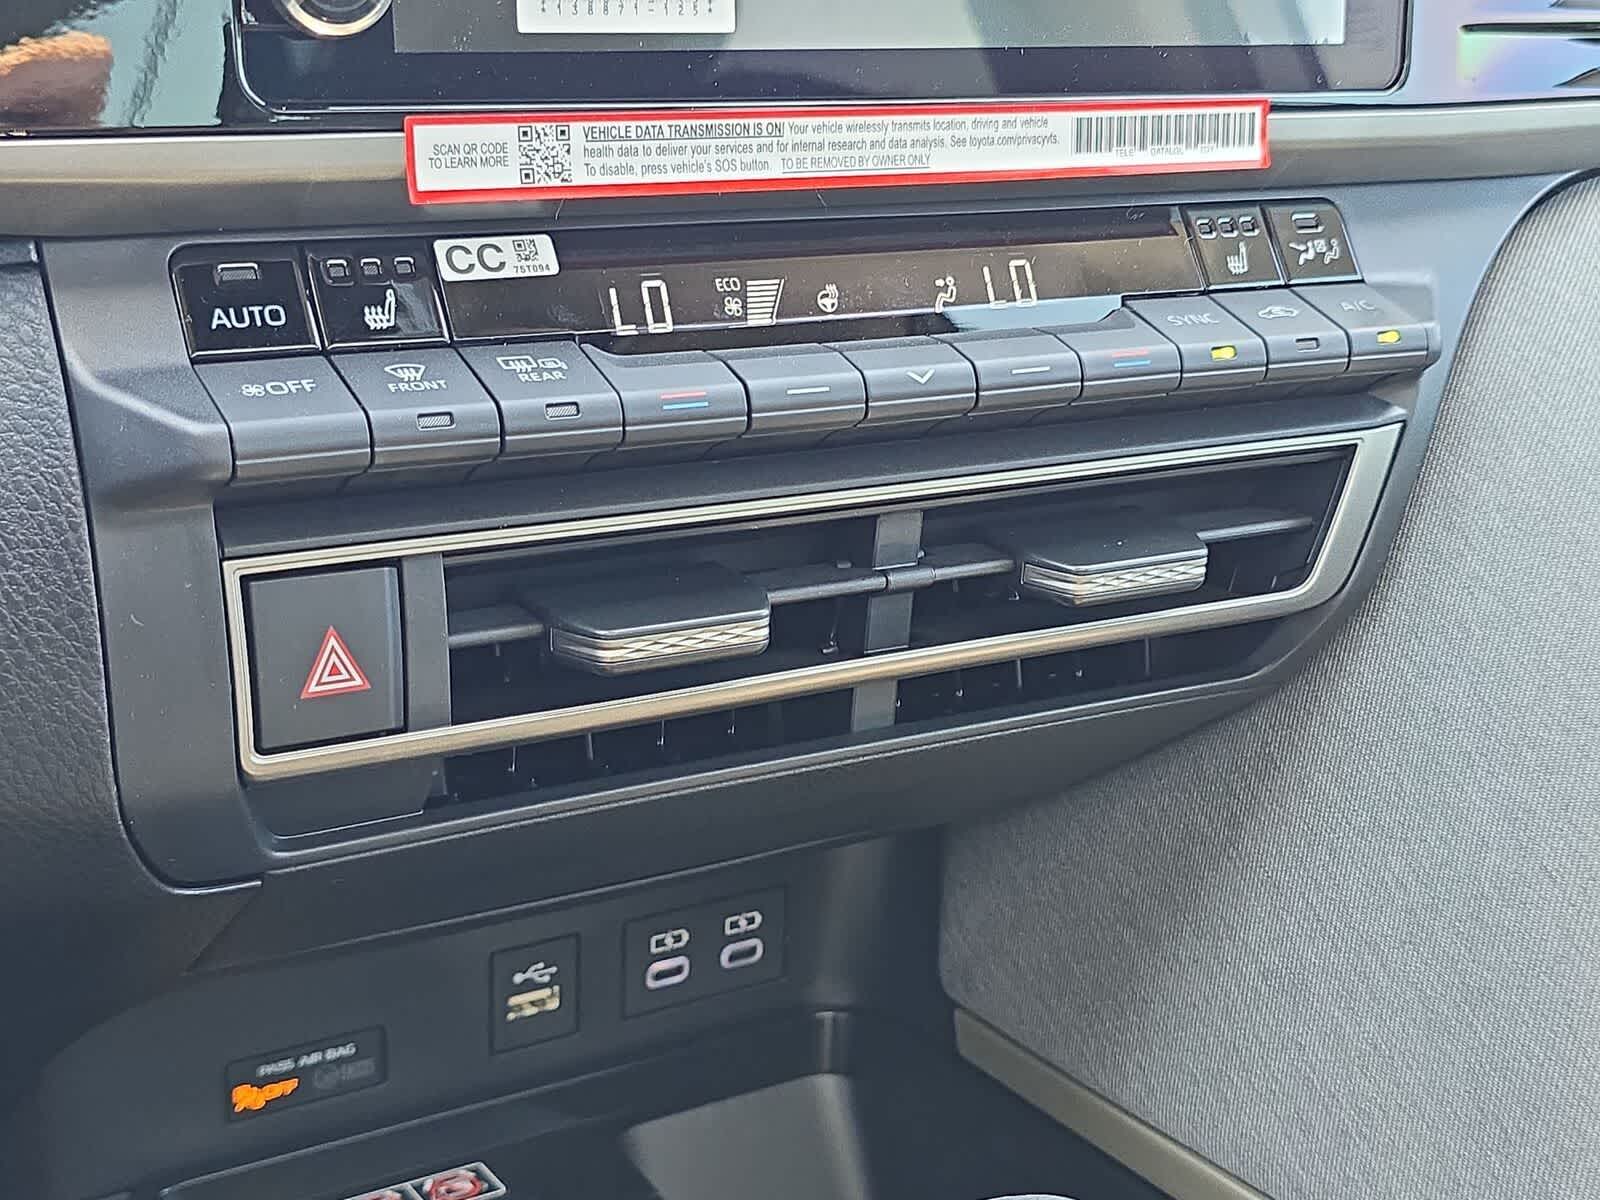 SCAN QR CODE
TO LEARN MORE
VEHICLE DATA TRANSMISSION IS ON! Your vehicle wirelessly transmits location, driving and vehicle
health data to deliver your services and for internal research and data analysis. See toyota.com/privacyvts.
To disable, press vehicle's SOS button. TO BE REMOVED BY OWNER ONLY
CC
75T094
AUTO
LO
ECO
LO
OFF
FRONT
REAR
SYNC
A/C
PASS AIR BAG
OFF